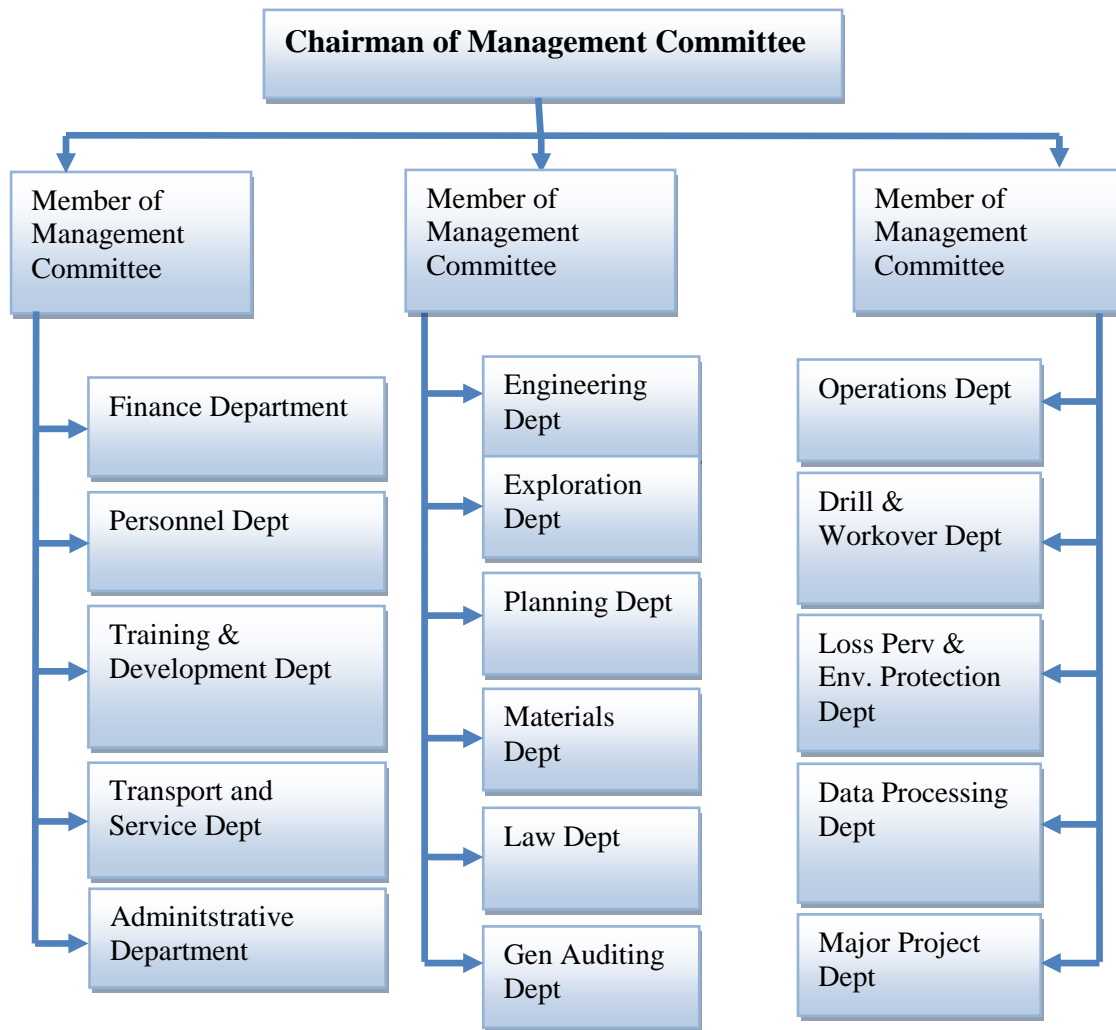 Chairman of Management Committee
Member of
Management
Committee
Member of
Management
Committee
Member of
Management
Committee
Finance Department
Personnel Dept
Training &
Development Dept
Transport and
Service Dept
Adminitstrative
Department
Engineering
Dept
Exploration
Dept
Planning Dept
Materials
Dept
Law Dept
Gen Auditing
Dept
Operations Dept
Drill &
Workover Dept
Loss Perv &
Env. Protection
Dept
Data Processing
Dept
Major Project
Dept